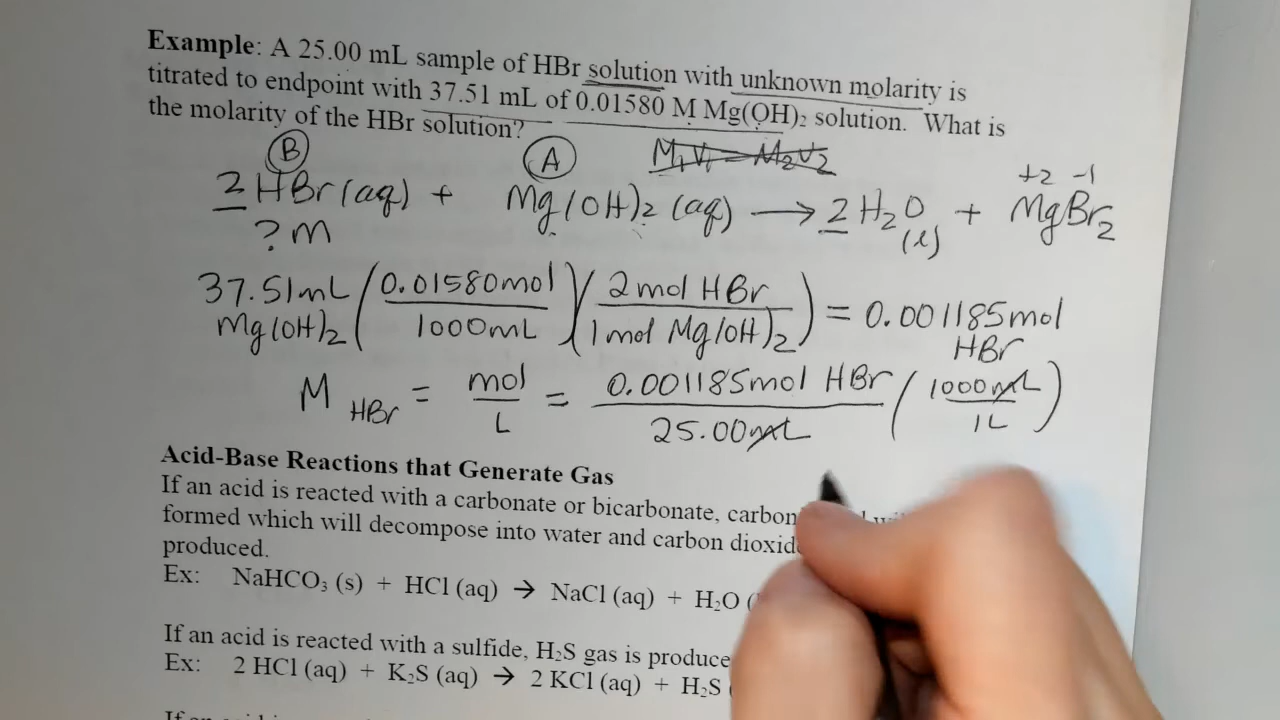 Example: A 25.00 mL sample of HBr solution with unknown molarity is
titrated to endpoint with 37.51 mL of 0.01580 M Mg(OH)₂ solution. What is
the molarity of the HBr solution?
B A M₁V₁ = M₂V₂
+2 -1
2 HBr (aq) + Mg(OH)₂ (aq) → 2 H₂O (l) + MgBr₂
? M
37.51 mL Mg(OH)₂ (0.01580 mol / 1000 mL) (2 mol HBr / 1 mol Mg(OH)₂) = 0.001185 mol HBr
M HBr = mol / L = 0.001185 mol HBr / 25.00 mL (1000 mL / 1 L)
Acid-Base Reactions that Generate Gas
If an acid is reacted with a carbonate or bicarbonate, carbon
formed which will decompose into water and carbon
produced.
Ex: NaHCO₃ (s) + HCl (aq) → NaCl (aq) + H₂O (
If an acid is reacted with a sulfide, H₂S gas is
Ex: 2 HCl (aq) + K₂S (aq) → 2 KCl (aq) + H₂S